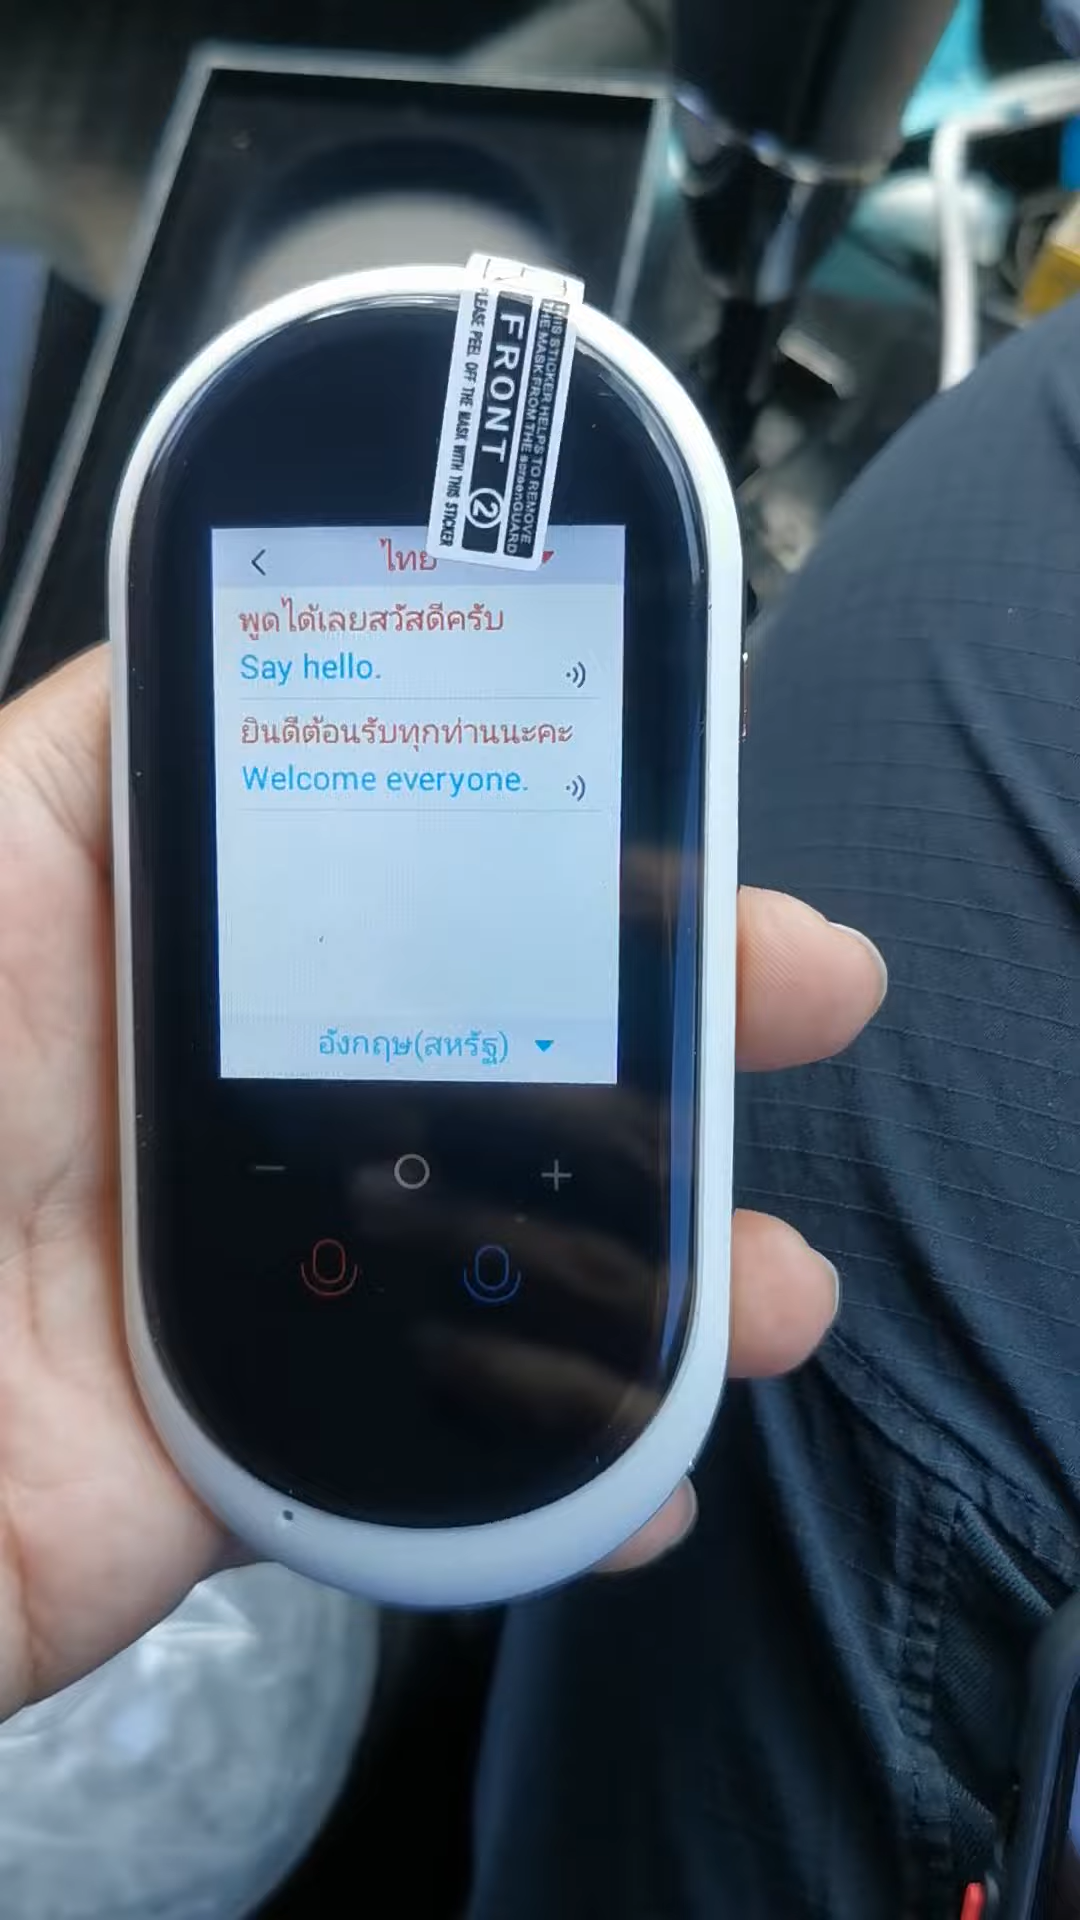 THIS STICKER HELPS TO REMOVE
THE MASK FROM THE screenGUARD
FRONT ②
PLEASE PEEL OFF THE MASK WITH THIS STICKER
ไทย
พูดได้เลยสวัสดีครับ
Say hello.
ยินดีต้อนรับทุกท่านนะคะ
Welcome everyone.
อังกฤษ(สหรัฐ)